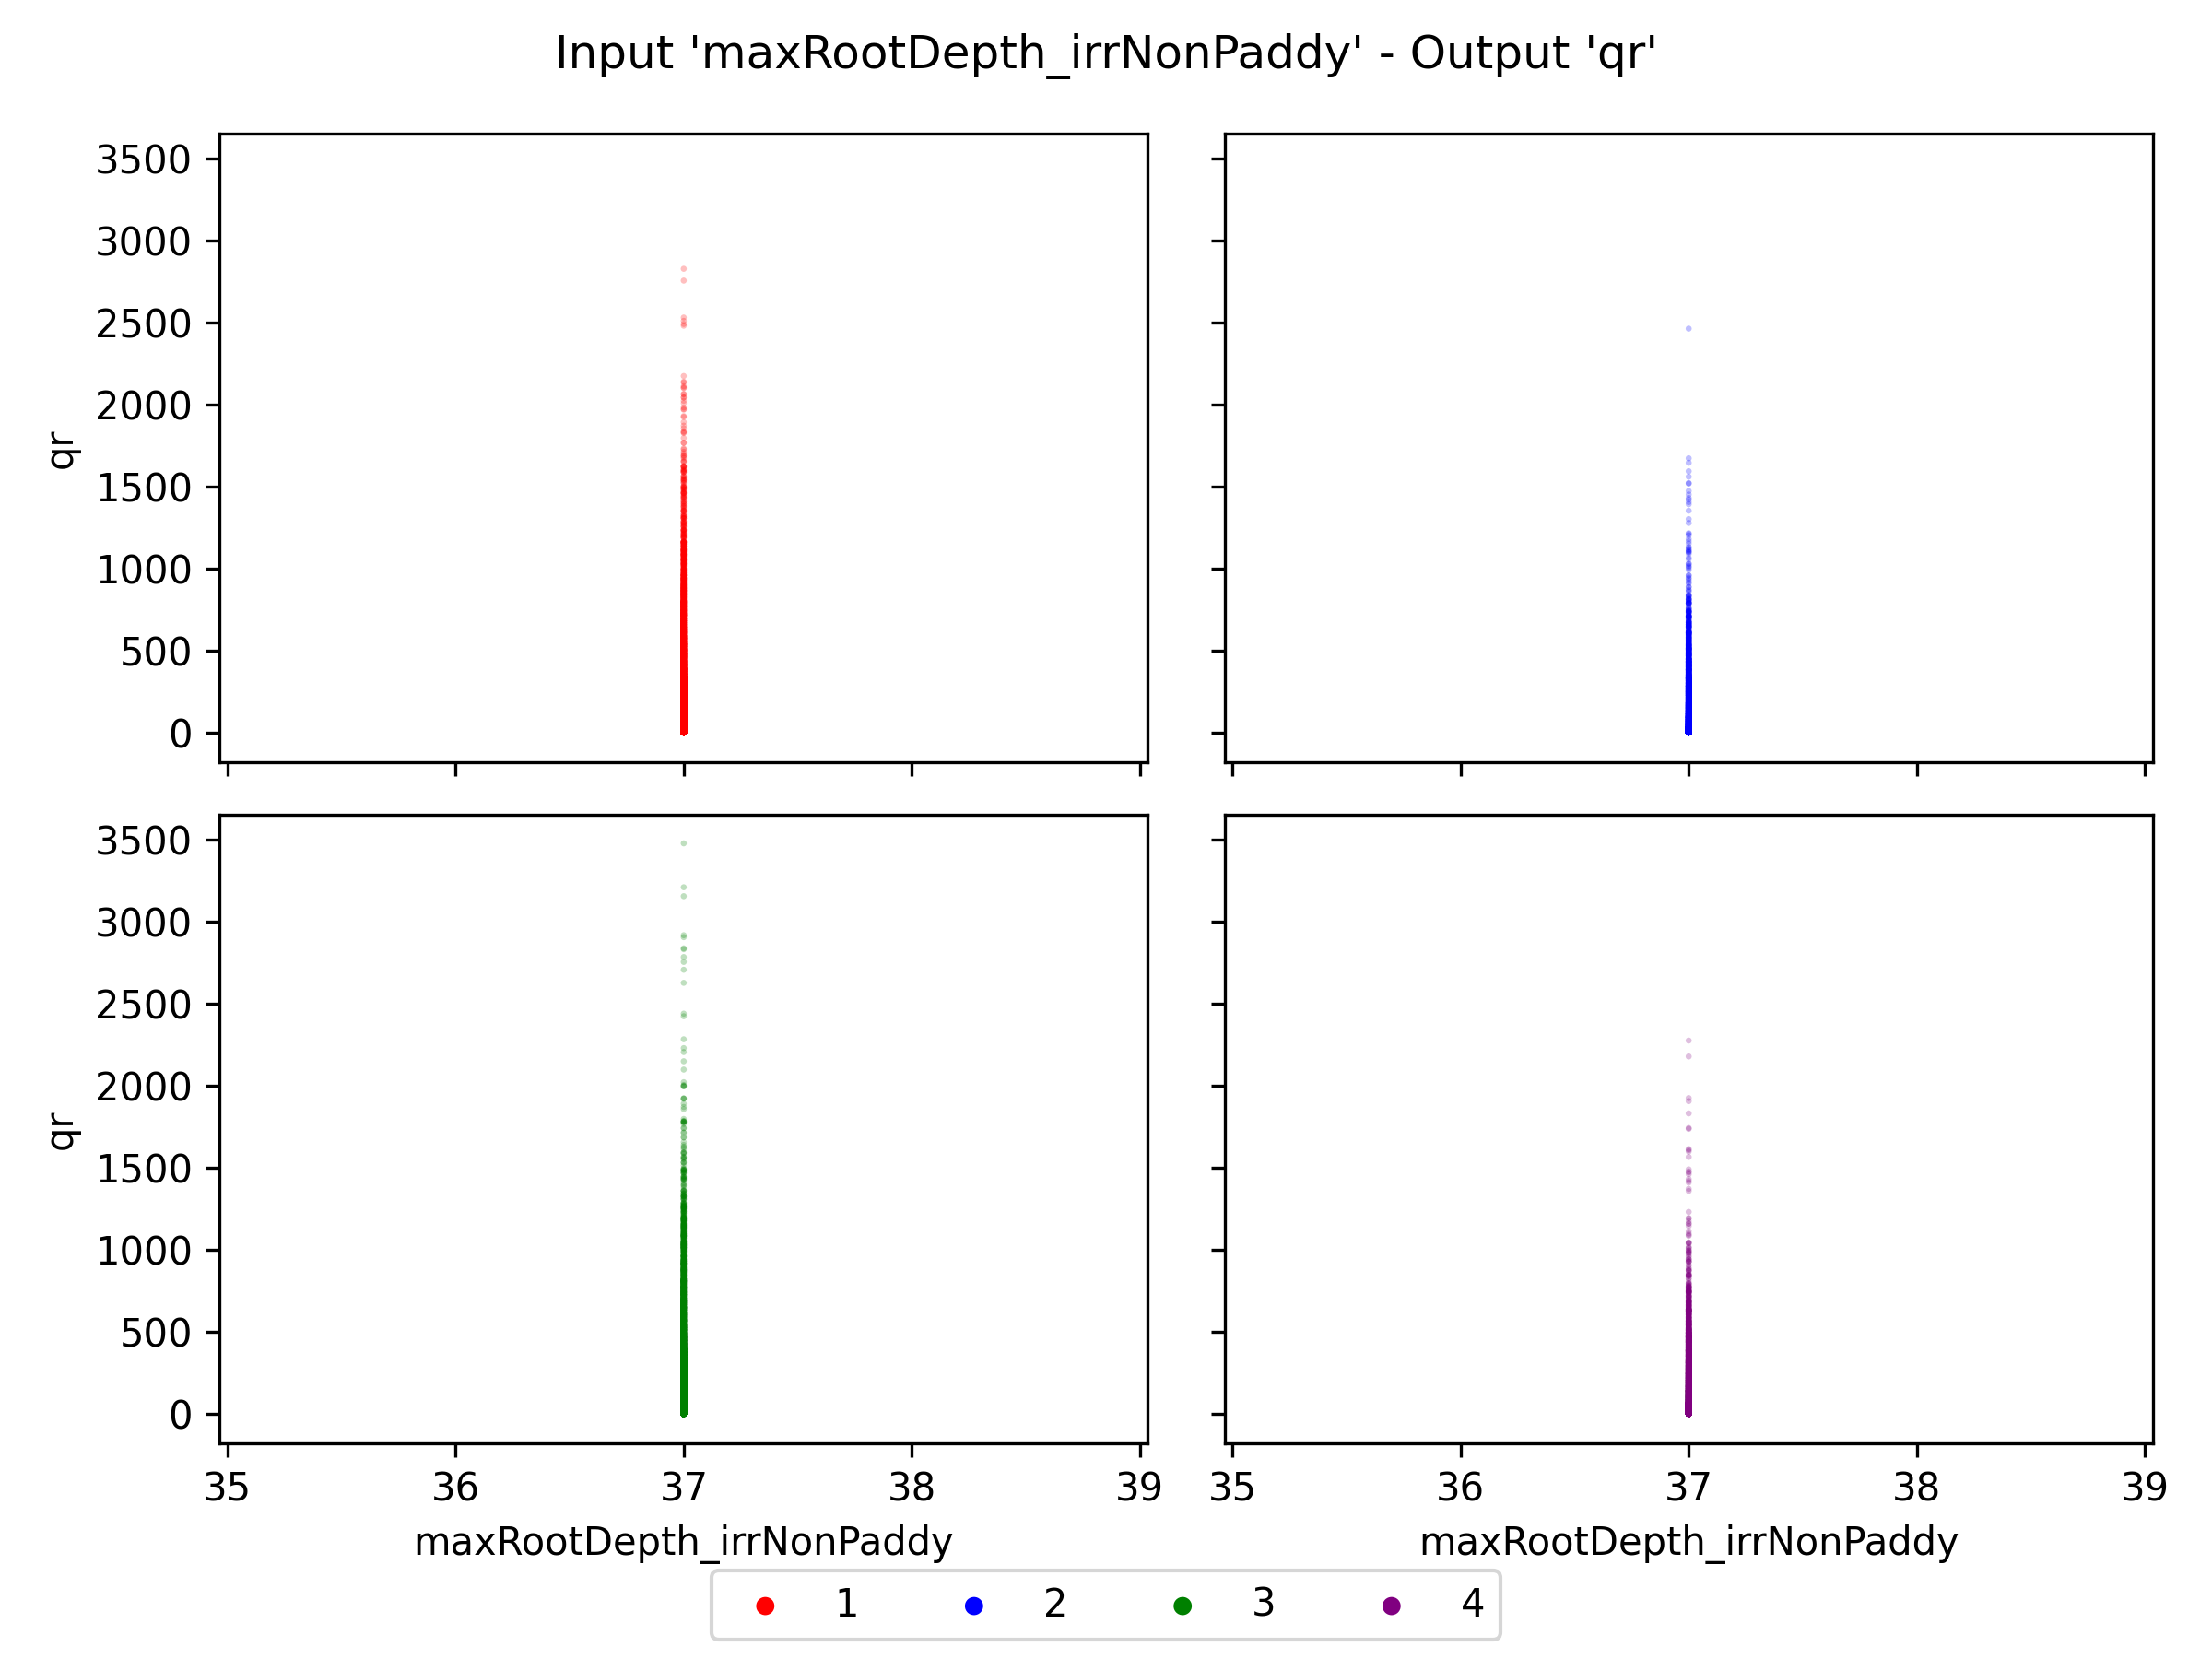 Input 'maxRootDepth_irrNonPaddy' - Output 'qr'
3500
3000
2500
2000
1500
1000
500
0
qr
3500
3000
2500
2000
1500
1000
500
0
qr
35 36 37 38 39 35 36 37 38 39
maxRootDepth_irrNonPaddy maxRootDepth_irrNonPaddy
1 2 3 4